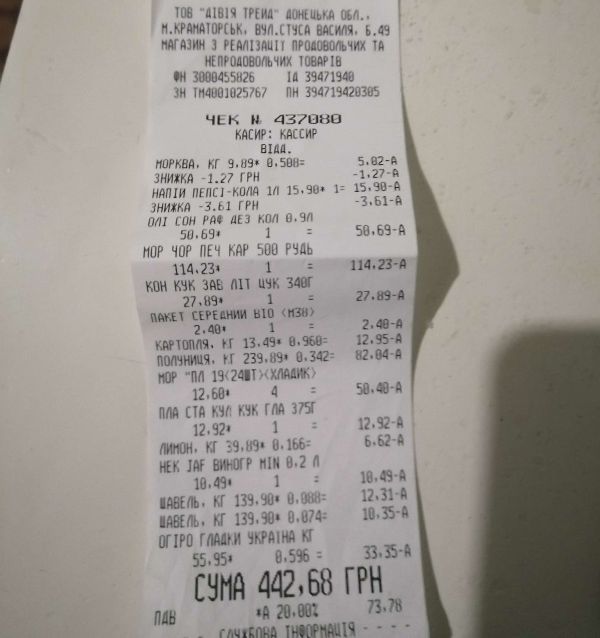 ТОВ "ДІВІЯ ТРЕЙД" ДОНЕЦЬКА ОБЛ.,
М.КРАМАТОРСЬК, ВУЛ.СТУСА ВАСИЛЯ, Б.49
МАГАЗИН З РЕАЛІЗАЦІЇ ПРОДОВОЛЬЧИХ ТА
НЕПРОДОВОЛЬЧИХ ТОВАРІВ
ФН 3000455826 ІД 39471940
ЗН ТМ4001025767 ПН 394719420305
ЧЕК № 437080
КАСИР: КАССИР
ВІДД.
МОРКВА, КГ 9.89* 0.508= 5.02-А
ЗНИЖКА -1.27 ГРН -1.27-А
НАПІЙ ПЕПСІ-КОЛА 1Л 15.90* 1= 15.90-А
ЗНИЖКА -3.61 ГРН -3.61-А
ОЛІ СОН РАФ ДЕЗ КОЛ 0.9Л
50.69* 1 = 50.69-А
МОР ЧОР ПЕЧ КАР 500 РУДЬ
114.23* 1 = 114.23-А
КОН КУК ЗАВ ЛІТ ЦУК 340Г
27.89* 1 = 27.89-А
ПАКЕТ СЕРЕДНИЙ BIO <М38>
2.40* 1 = 2.40-А
КАРТОПЛЯ, КГ 13.49* 0.960= 12.95-А
ПОЛУНИЦЯ, КГ 239.89* 0.342= 82.04-А
МОР "ПЛ 19<24ШТ><ХЛАДИК>
12.60* 4 = 50.40-А
ПЛА СТА КУЛ КУК ГЛА 375Г
12.92* 1 = 12.92-А
ЛИМОН, КГ 39.89* 0.166= 6.62-А
НЕК JAF ВИНОГР MIN 0.2 Л
10.49* 1 = 10.49-А
ЩАВЕЛЬ, КГ 139.90* 0.088= 12.31-А
ЩАВЕЛЬ, КГ 139.90* 0.074= 10.35-А
ОГІРО ГЛАДКИ УКРАЇНА КГ
55.95* 0.596 = 33.35-А
СУМА 442,68 ГРН
ПДВ *А 20.00% 73.78
СЛУЖБОВА ІНФОРМАЦІЯ - - - -